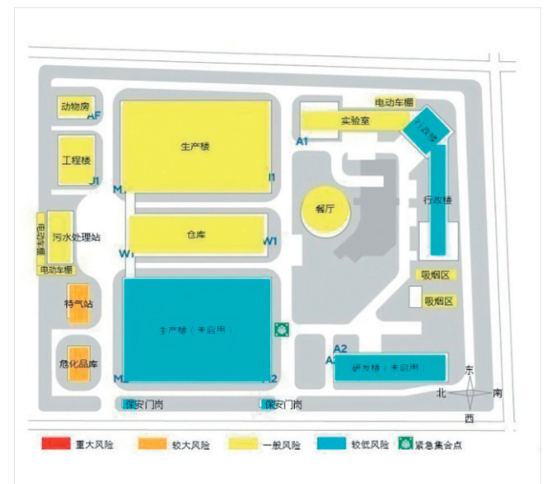 动物房
AF
生产楼
电动车棚
实验室
A1
行政楼
工程楼
J1
M1
行政楼
餐厅
电动车棚
污水处理站
仓库
W1
W1
电动车棚
吸烟区
特气站
吸烟区
生产楼（未启用）
A2
研发楼（未启用）
危化品库
M2
保安门岗
保安门岗
东
北
南
西
重大风险
较大风险
一般风险
较低风险
紧急集合点